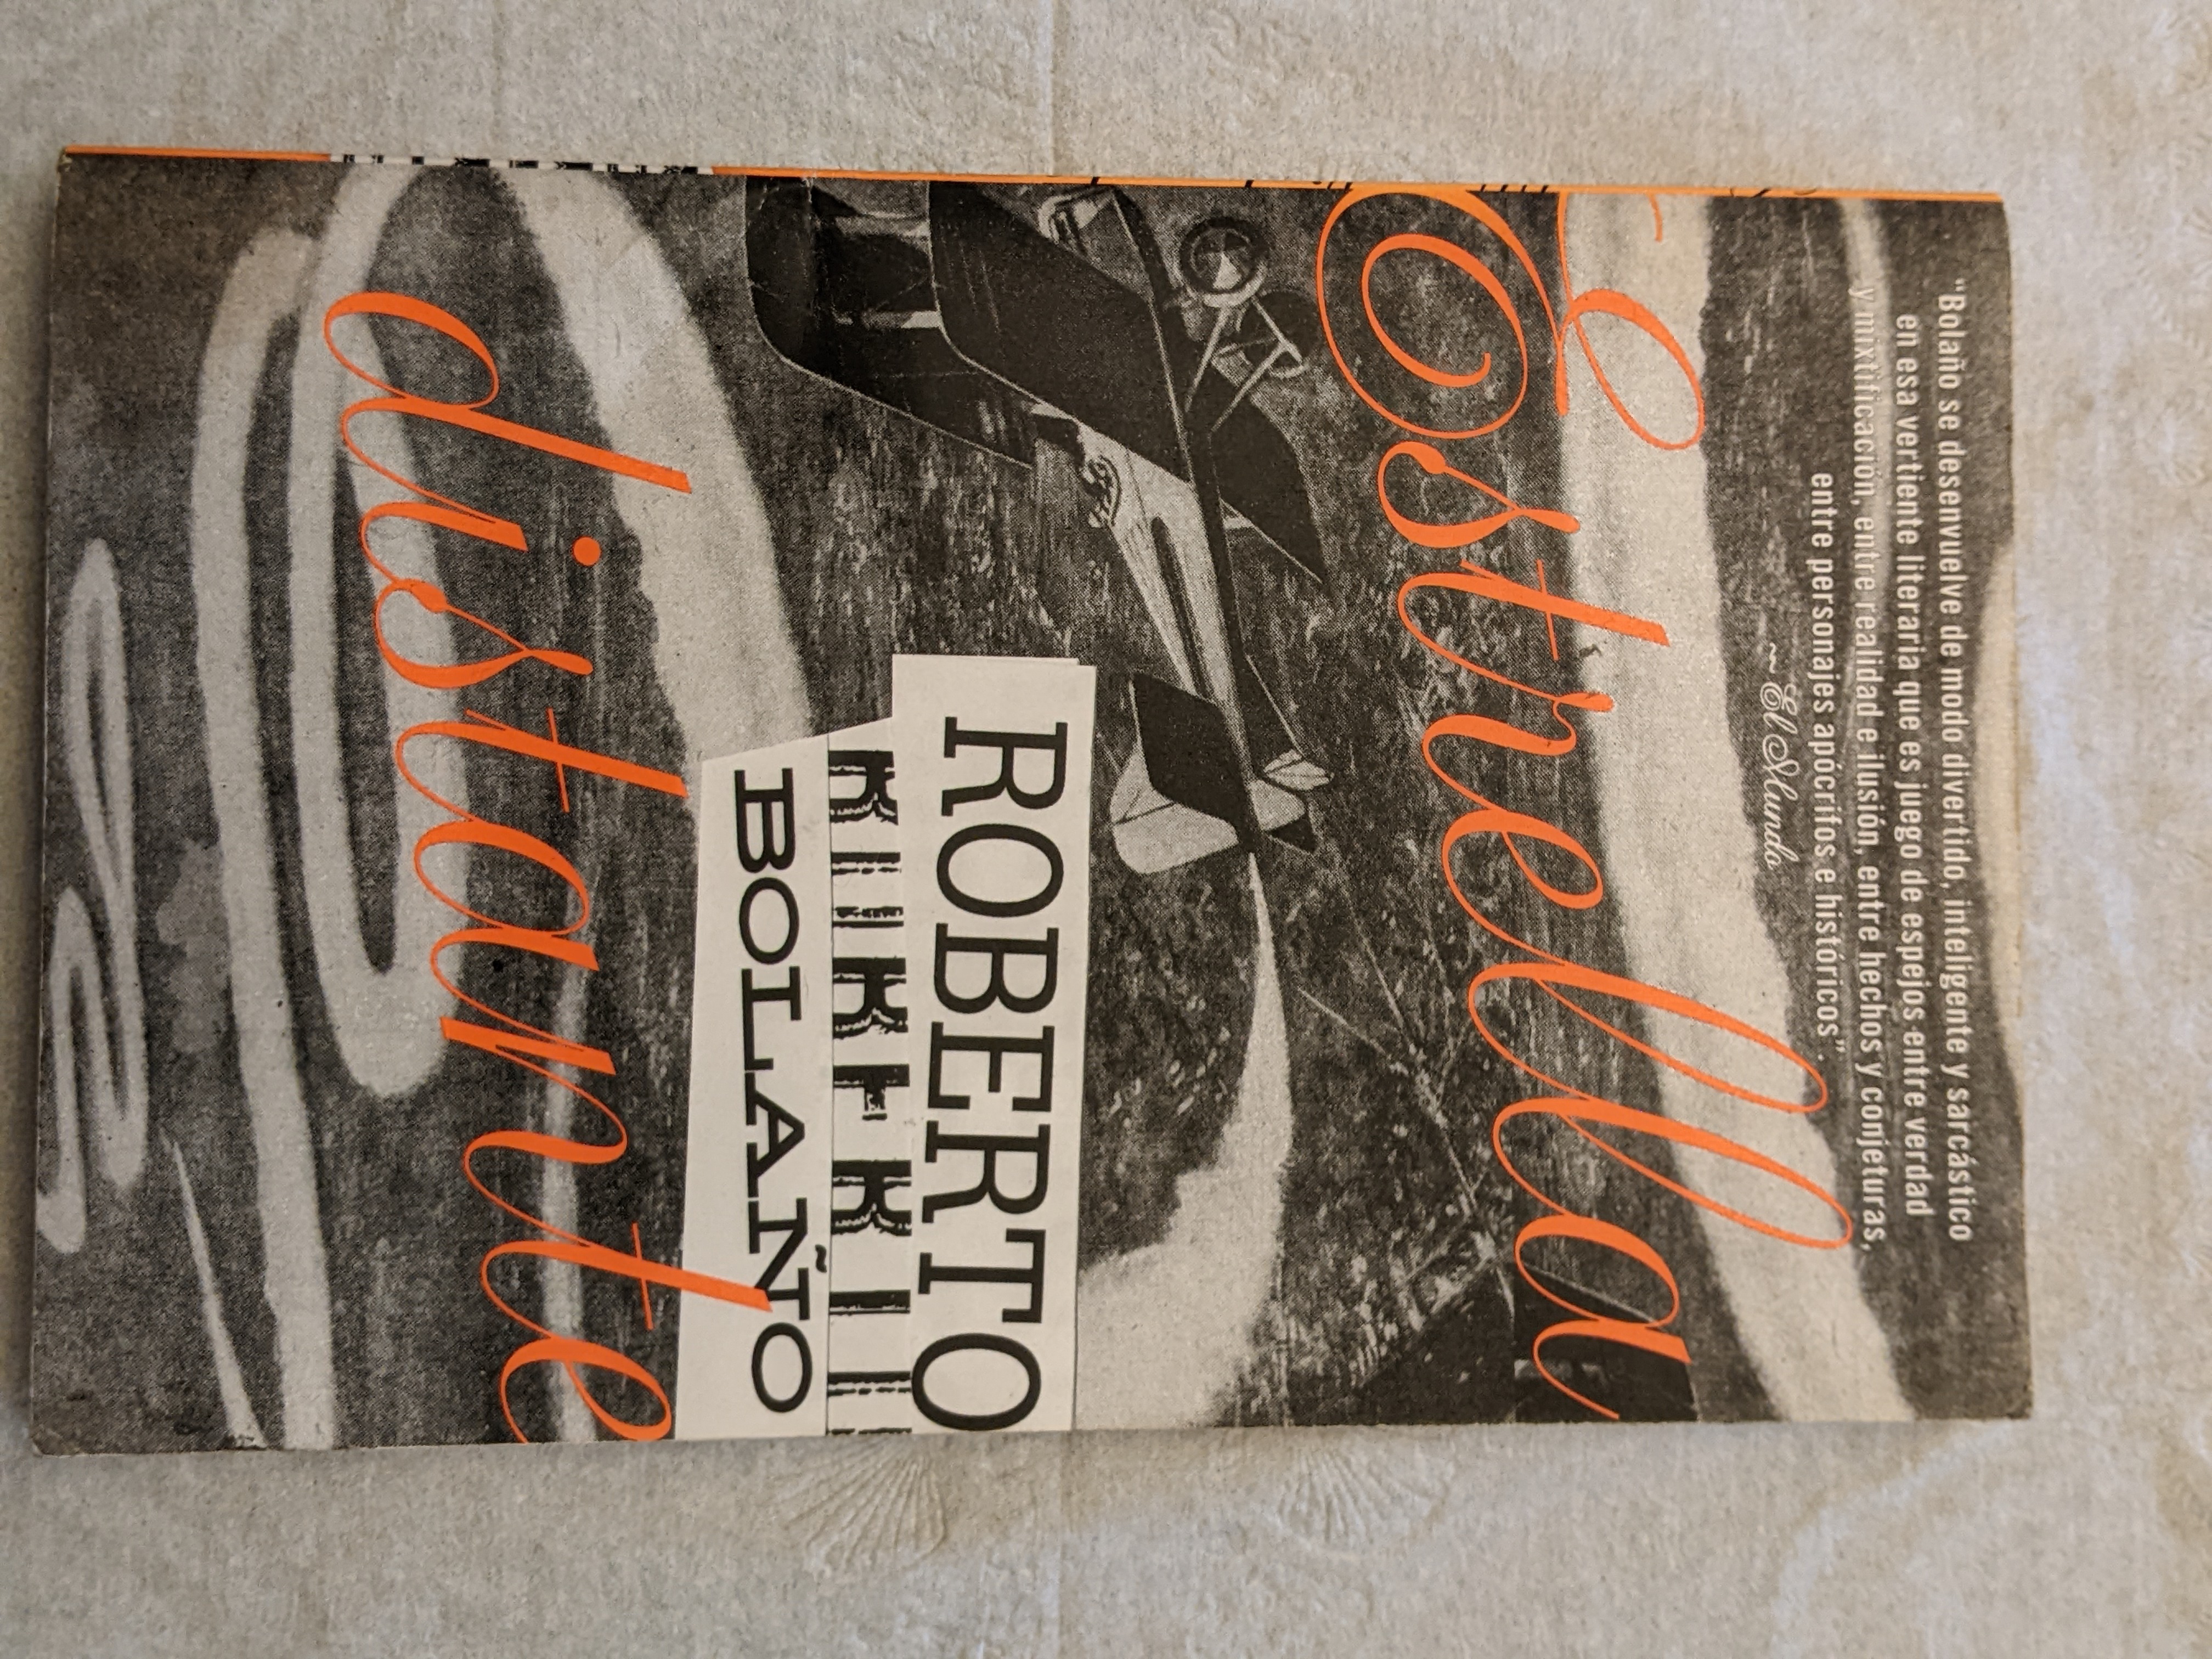 “Bolaño se desenvuelve de modo divertido, inteligente y sarcástico
en esa vertiente literaria que es juego de espejos entre verdad
y mixtificación, entre realidad e ilusión, entre hechos y conjeturas,
entre personajes apócrifos e históricos”.
— El Mundo
Estrella
ROBERTO
ROBERTO
BOLAÑO
distante